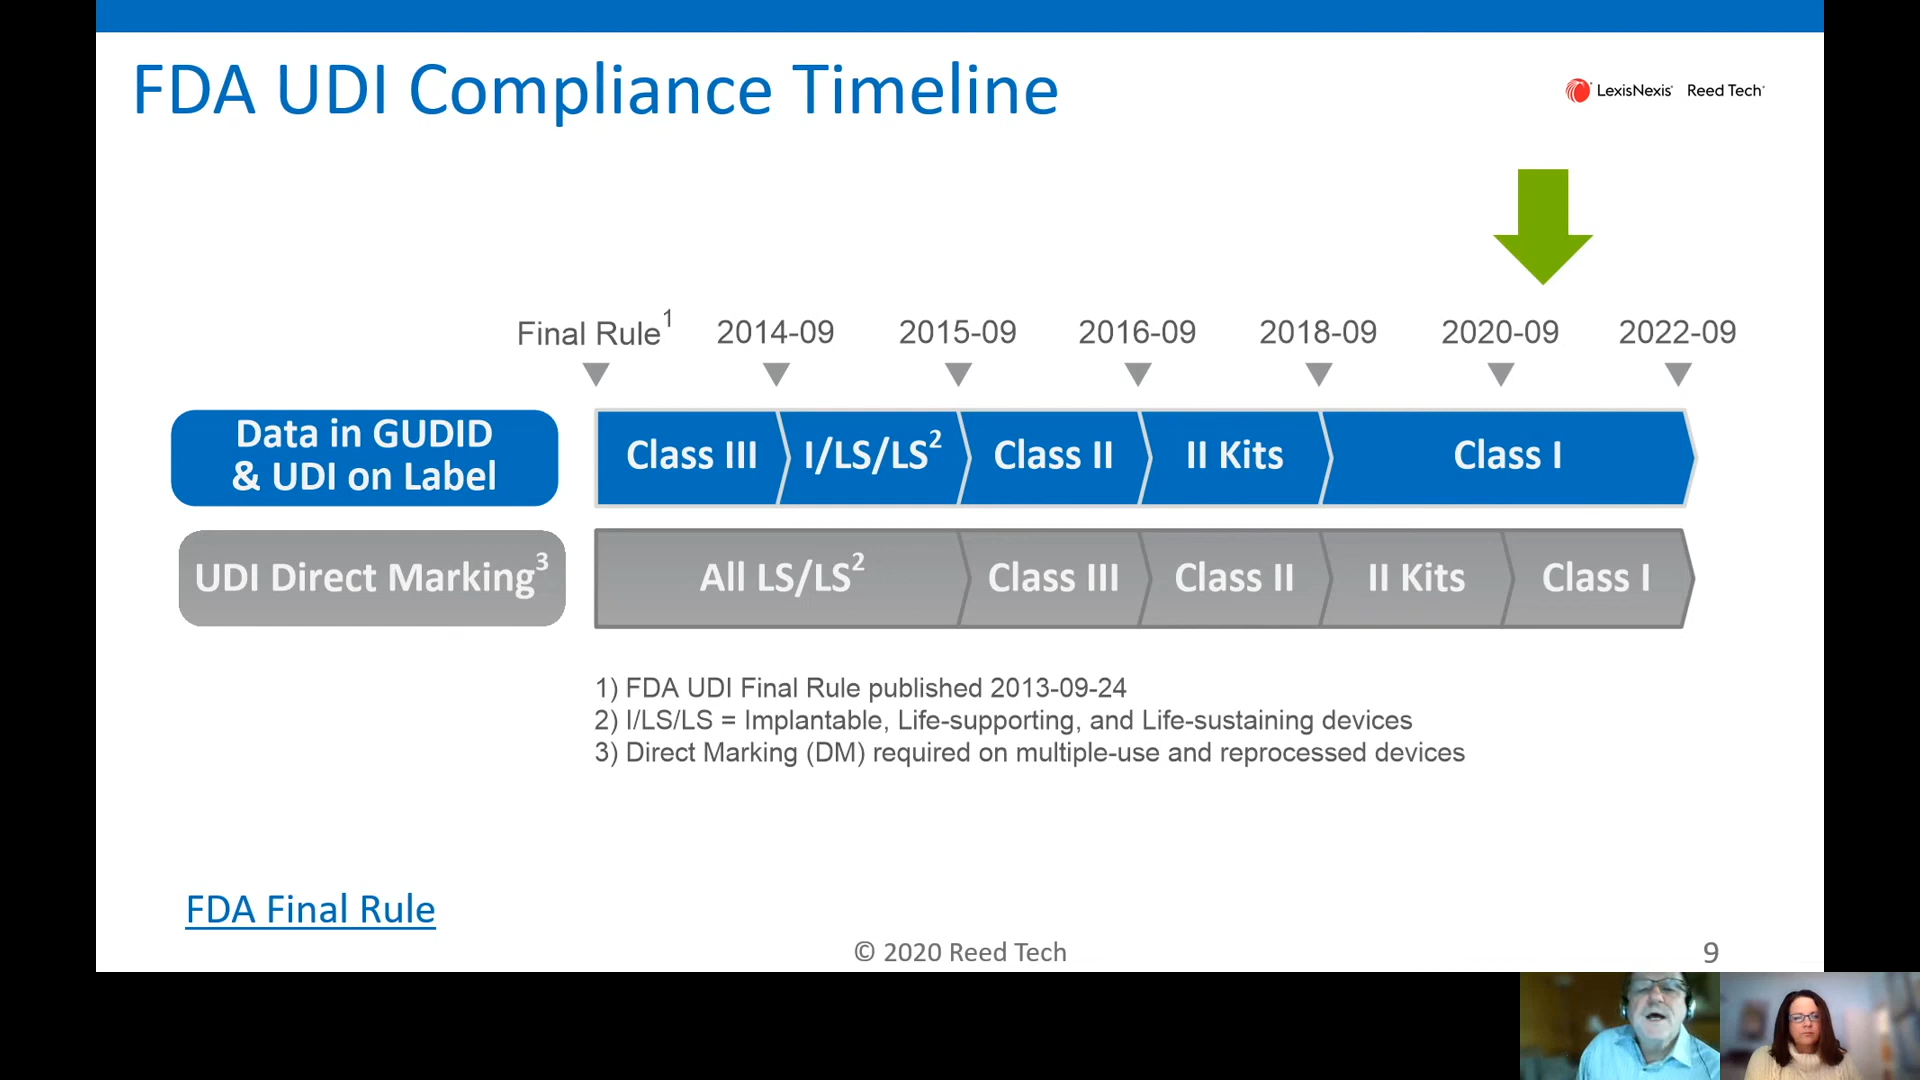 FDA UDI Compliance Timeline
LexisNexis® Reed Tech®
Final Rule1 2014-09 2015-09 2016-09 2018-09 2020-09 2022-09
Data in GUDID
& UDI on Label
Class III I/LS/LS2 Class II II Kits Class I
UDI Direct Marking3
All LS/LS2 Class III Class II II Kits Class I
1) FDA UDI Final Rule published 2013-09-24
2) I/LS/LS = Implantable, Life-supporting, and Life-sustaining devices
3) Direct Marking (DM) required on multiple-use and reprocessed devices
FDA Final Rule
© 2020 Reed Tech
9